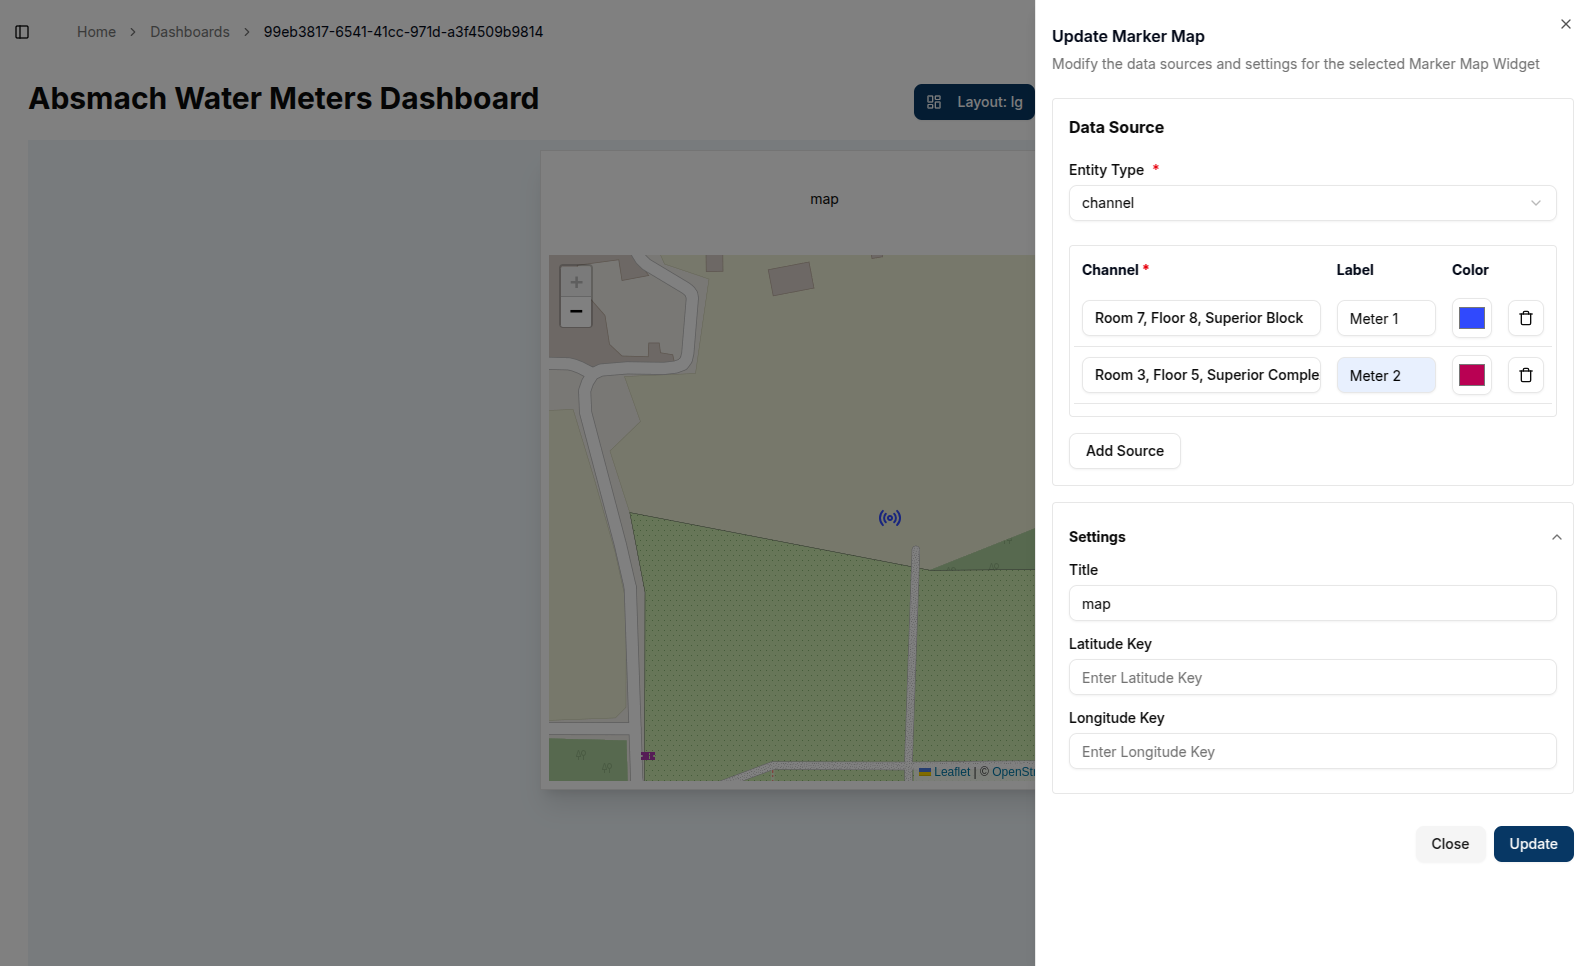 Home > Dashboards > 99eb3817-6541-41cc-971d-a3f4509b9814
Absmach Water Meters Dashboard
Layout: lg
map
+
−
Leaflet | © OpenStr
Update Marker Map
Modify the data sources and settings for the selected Marker Map Widget
Data Source
Entity Type *
channel
Channel * Label Color
Room 7, Floor 8, Superior Block Meter 1
Room 3, Floor 5, Superior Comple Meter 2
Add Source
Settings
Title
map
Latitude Key
Enter Latitude Key
Longitude Key
Enter Longitude Key
Close Update